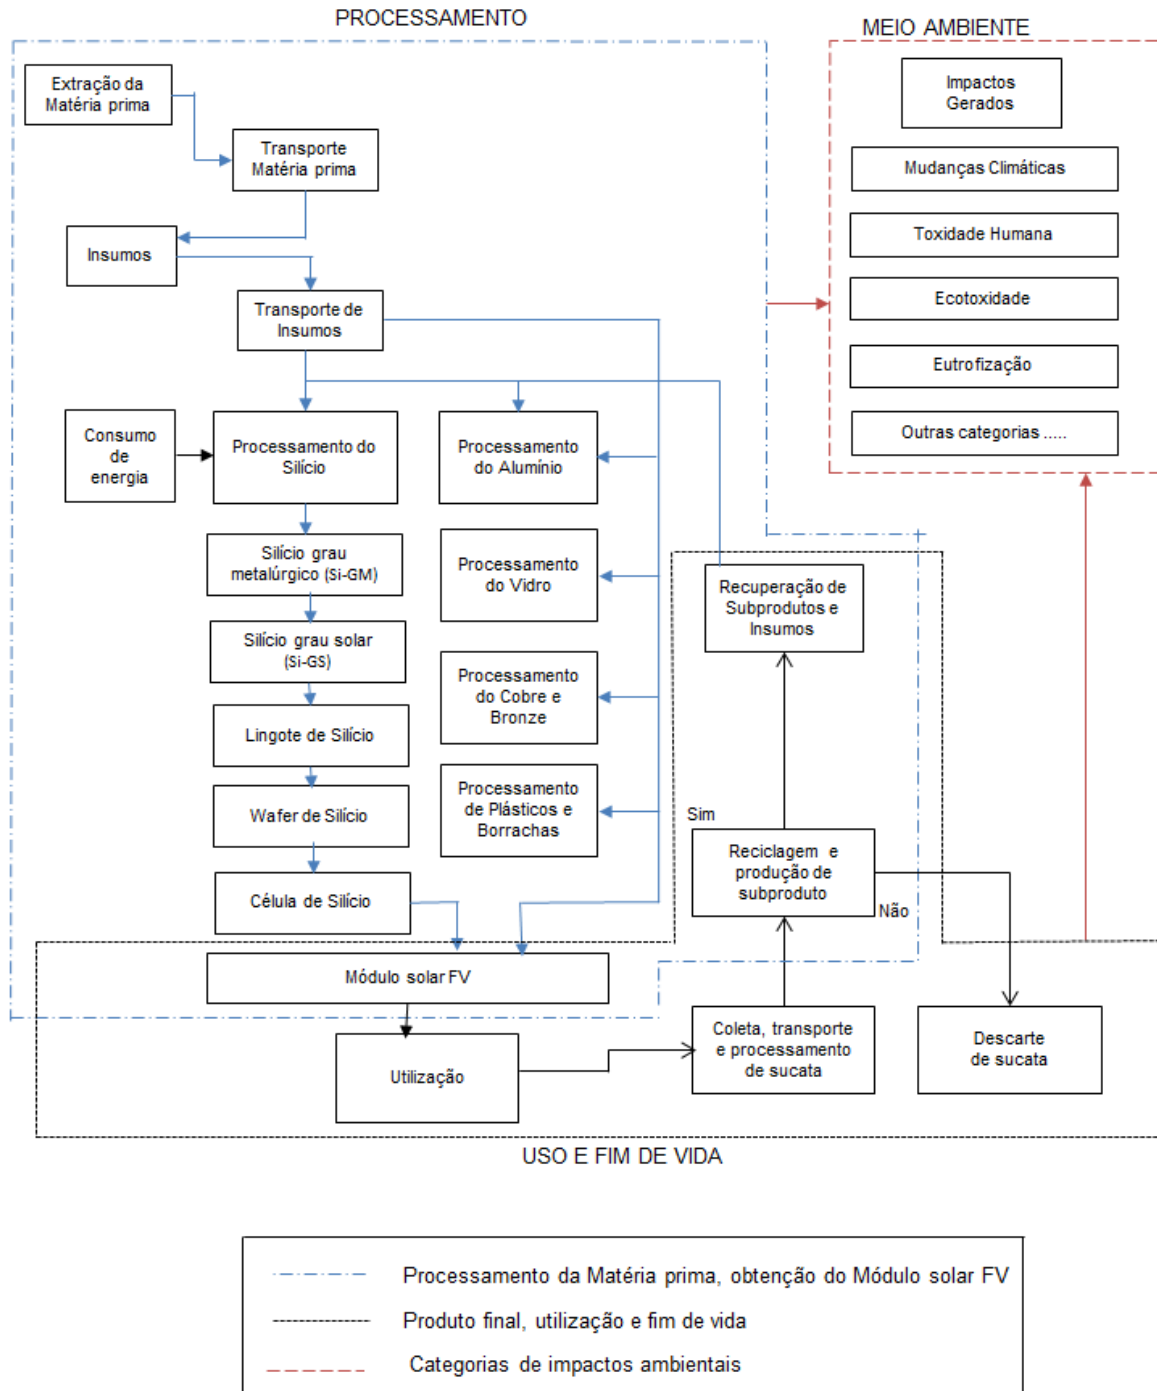 PROCESSAMENTO
MEIO AMBIENTE
Extração da
Matéria prima
Transporte
Matéria prima
Insumos
Transporte de
Insumos
Consumo
de
energia
Processamento do
Silício
Processamento
do Alumínio
Silício grau
metalúrgico (Si-GM)
Processamento
do Vidro
Silício grau solar
(Si-GS)
Processamento
do Cobre e
Bronze
Lingote de Silício
Wafer de Silício
Processamento
de Plásticos e
Borrachas
Célula de Silício
Módulo solar FV
Utilização
Impactos
Gerados
Mudanças Climáticas
Toxidade Humana
Ecotoxidade
Eutrofização
Outras categorias .....
Recuperação de
Subprodutos e
Insumos
Sim
Reciclagem e
produção de
subproduto
Não
Coleta, transporte
e processamento
de sucata
Descarte
de sucata
USO E FIM DE VIDA
Processamento da Matéria prima, obtenção do Módulo solar FV
Produto final, utilização e fim de vida
Categorias de impactos ambientais